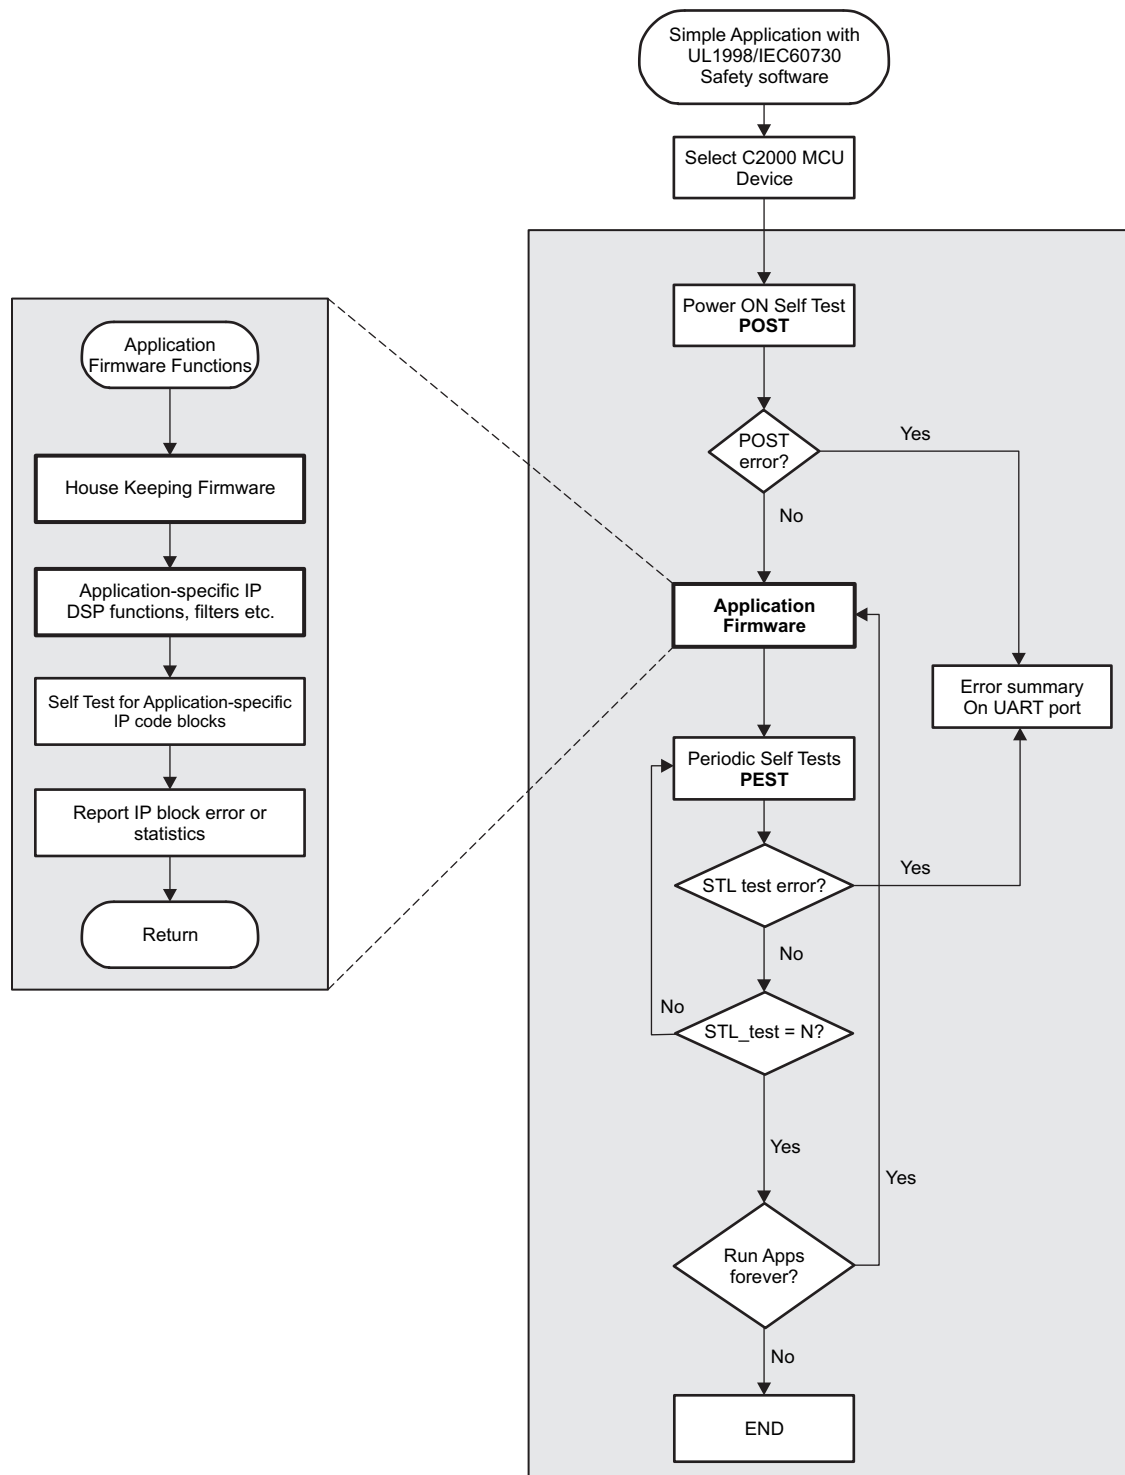 Simple Application with
UL1998/IEC60730
Safety software
Select C2000 MCU
Device
Power ON Self Test
POST
POST
error?
Yes
No
Application
Firmware
Error summary
On UART port
Periodic Self Tests
PEST
STL test error?
Yes
No
No
STL_test = N?
Yes
Yes
Run Apps
forever?
No
END
Application
Firmware Functions
House Keeping Firmware
Application-specific IP
DSP functions, filters etc.
Self Test for Application-specific
IP code blocks
Report IP block error or
statistics
Return